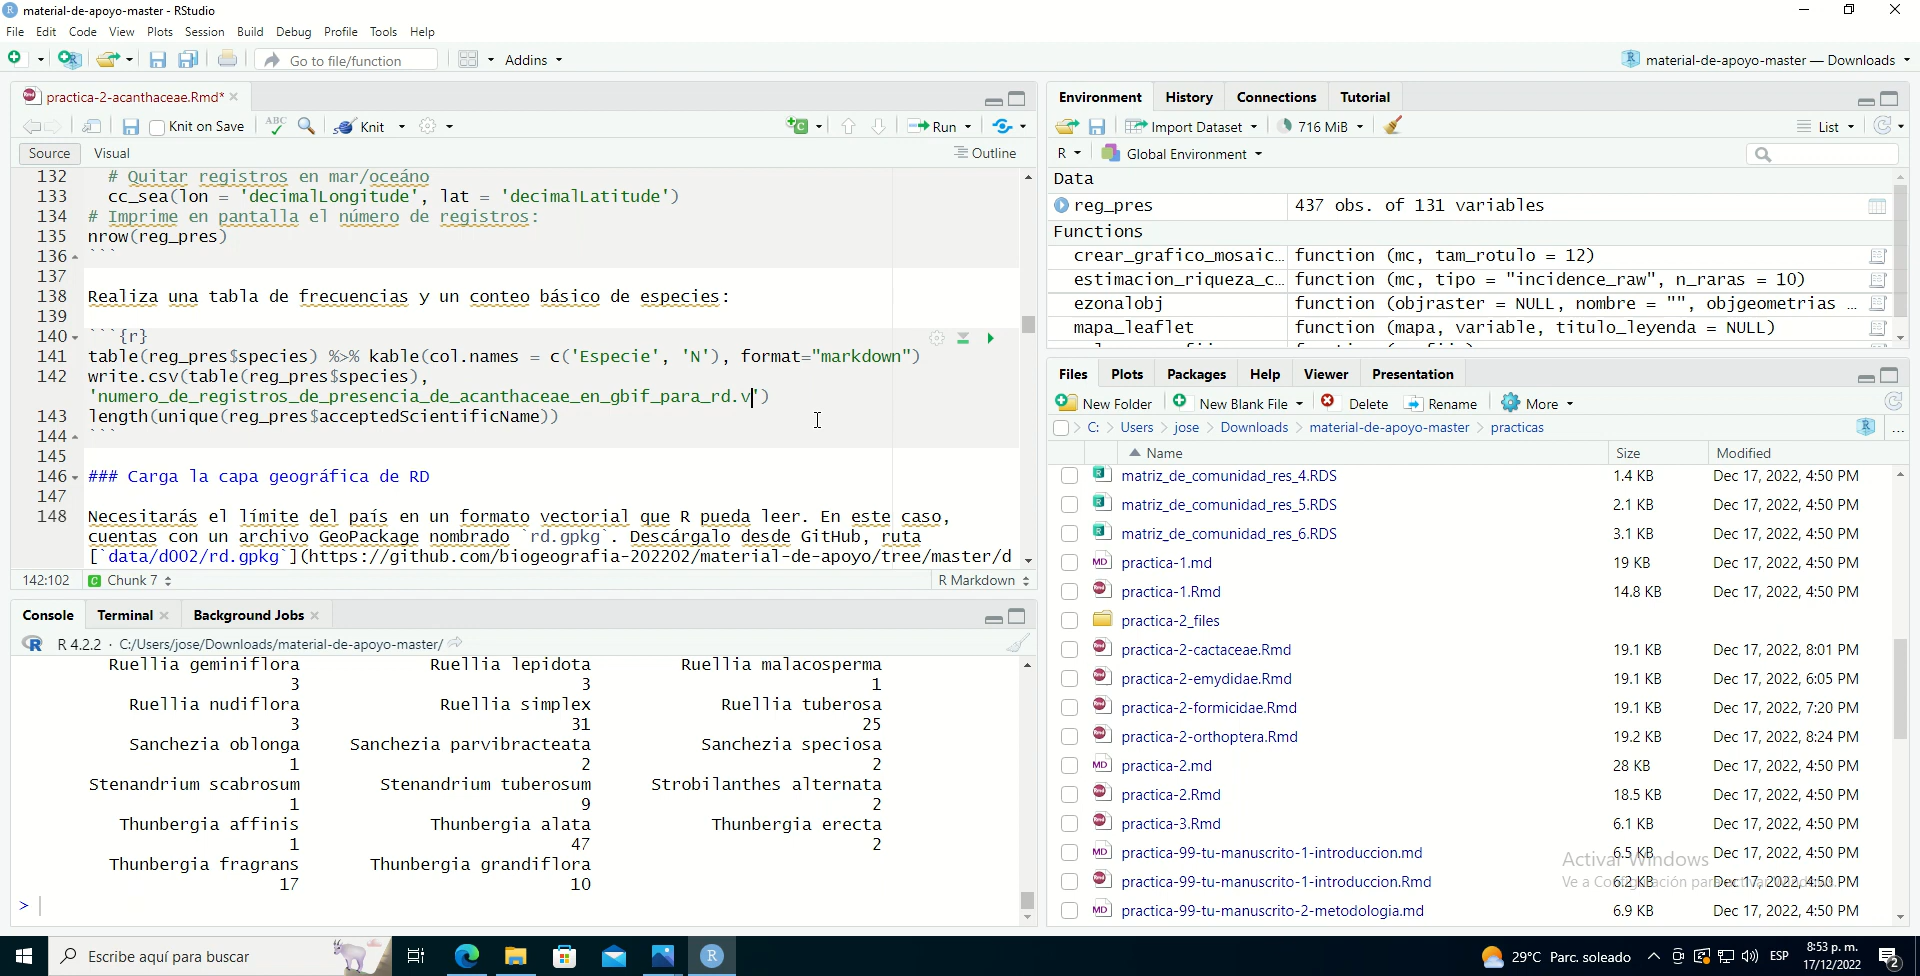 material-de-apoyo-master - RStudio
File Edit Code View Plots Session Build Debug Profile Tools Help
Go to file/function Addins material-de-apoyo-master — Downloads
practica-2-acanthaceae.Rmd*
Knit on Save ABC Knit Run
Source Visual Outline
132 # Quitar registros en mar/oceáno
133 cc_sea(lon = 'decimalLongitude', lat = 'decimalLatitude')
134 # Imprime en pantalla el número de registros:
135 nrow(reg_pres)
136 ```
137
138 Realiza una tabla de frecuencias y un conteo básico de especies:
139
140 ```{r}
141 table(reg_pres$species) %>% kable(col.names = c('Especie', 'N'), format="markdown")
142 write.csv(table(reg_pres$species),
'numero_de_registros_de_presencia_de_acanthaceae_en_gbif_para_rd.v')
143 length(unique(reg_pres$acceptedScientificName))
144 ```
145
146 ### Carga la capa geográfica de RD
147
148 Necesitarás el límite del país en un formato vectorial que R pueda leer. En este caso,
cuentas con un archivo GeoPackage nombrado `rd.gpkg`. Descárgalo desde GitHub, ruta
[`data/d002/rd.gpkg`](https://github.com/biogeografia-202202/material-de-apoyo/tree/master/d
142:102 Chunk 7 R Markdown
Console Terminal Background Jobs
R 4.2.2 · C:/Users/jose/Downloads/material-de-apoyo-master/
Ruellia geminiflora Ruellia lepidota Ruellia malacosperma
3 3 1
Ruellia nudiflora Ruellia simplex Ruellia tuberosa
3 31 25
Sanchezia oblonga Sanchezia parvibracteata Sanchezia speciosa
1 2 2
Stenandrium scabrosum Stenandrium tuberosum Strobilanthes alternata
1 9 2
Thunbergia affinis Thunbergia alata Thunbergia erecta
1 47 2
Thunbergia fragrans Thunbergia grandiflora
17 10
>
Environment History Connections Tutorial
Import Dataset 716 MiB List
R Global Environment
Data
reg_pres 437 obs. of 131 variables
Functions
crear_grafico_mosaic… function (mc, tam_rotulo = 12)
estimacion_riqueza_c… function (mc, tipo = "incidence_raw", n_raras = 10)
ezonalobj function (objraster = NULL, nombre = "", objgeometrias …
mapa_leaflet function (mapa, variable, titulo_leyenda = NULL)
Files Plots Packages Help Viewer Presentation
New Folder New Blank File Delete Rename More
C: > Users > jose > Downloads > material-de-apoyo-master > practicas ...
Name Size Modified
matriz_de_comunidad_res_4.RDS 1.4 KB Dec 17, 2022, 4:50 PM
matriz_de_comunidad_res_5.RDS 2.1 KB Dec 17, 2022, 4:50 PM
matriz_de_comunidad_res_6.RDS 3.1 KB Dec 17, 2022, 4:50 PM
practica-1.md 19 KB Dec 17, 2022, 4:50 PM
practica-1.Rmd 14.8 KB Dec 17, 2022, 4:50 PM
practica-2_files
practica-2-cactaceae.Rmd 19.1 KB Dec 17, 2022, 8:01 PM
practica-2-emydidae.Rmd 19.1 KB Dec 17, 2022, 6:05 PM
practica-2-formicidae.Rmd 19.1 KB Dec 17, 2022, 7:20 PM
practica-2-orthoptera.Rmd 19.2 KB Dec 17, 2022, 8:24 PM
practica-2.md 28 KB Dec 17, 2022, 4:50 PM
practica-2.Rmd 18.5 KB Dec 17, 2022, 4:50 PM
practica-3.Rmd 6.1 KB Dec 17, 2022, 4:50 PM
practica-99-tu-manuscrito-1-introduccion.md 6.5 KB Dec 17, 2022, 4:50 PM
practica-99-tu-manuscrito-1-introduccion.Rmd 6.2 KB Dec 17, 2022, 4:50 PM
practica-99-tu-manuscrito-2-metodologia.md 6.9 KB Dec 17, 2022, 4:50 PM
Activar Windows
Escribe aquí para buscar
29°C Parc. soleado ESP 8:53 p. m.
17/12/2022 2